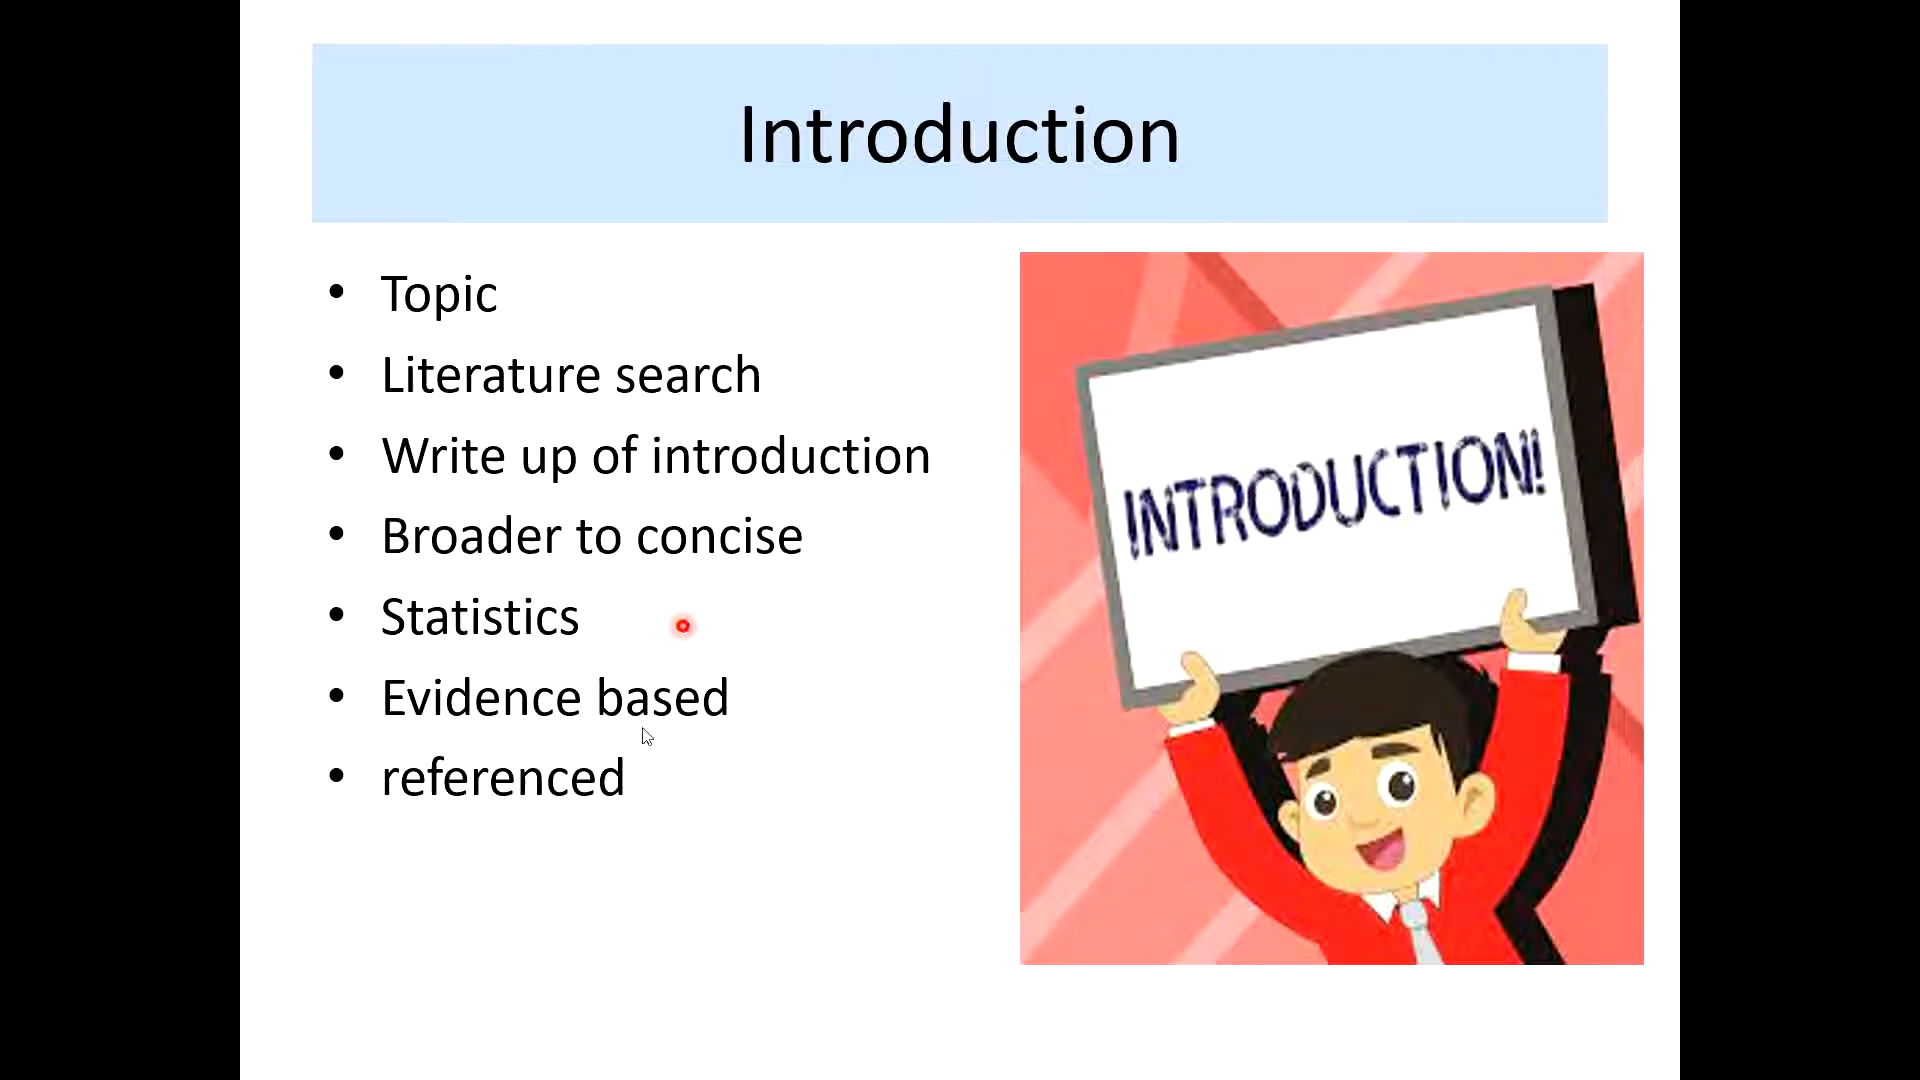 Introduction
• Topic
• Literature search
• Write up of introduction
• Broader to concise
• Statistics
• Evidence based
• referenced
INTRODUCTION!